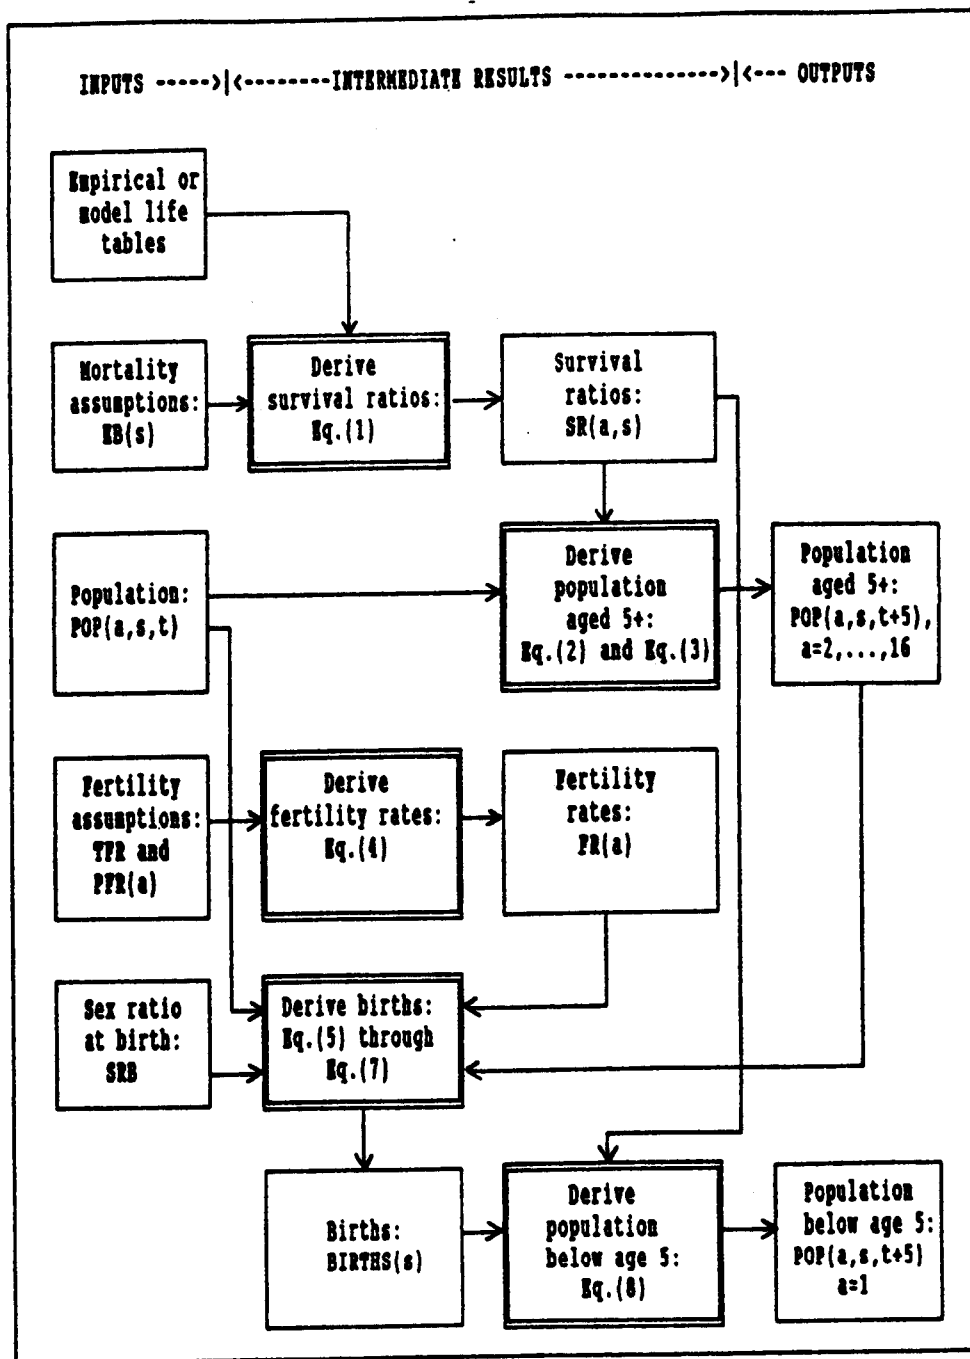 INPUTS ----->|<--------INTERMEDIATE RESULTS -------------->|<--- OUTPUTS
Empirical or
model life
tables
Mortality
assumptions:
EB(s)
Derive
survival ratios:
Eq.(1)
Survival
ratios:
SR(a,s)
Population:
POP(a,s,t)
Derive
population
aged 5+:
Eq.(2) and Eq.(3)
Population
aged 5+:
POP(a,s,t+5),
a=2,...,16
Fertility
assumptions:
TFR and
PFR(a)
Derive
fertility rates:
Eq.(4)
Fertility
rates:
FR(a)
Sex ratio
at birth:
SRB
Derive births:
Eq.(5) through
Eq.(7)
Births:
BIRTHS(s)
Derive
population
below age 5:
Eq.(8)
Population
below age 5:
POP(a,s,t+5)
a=1